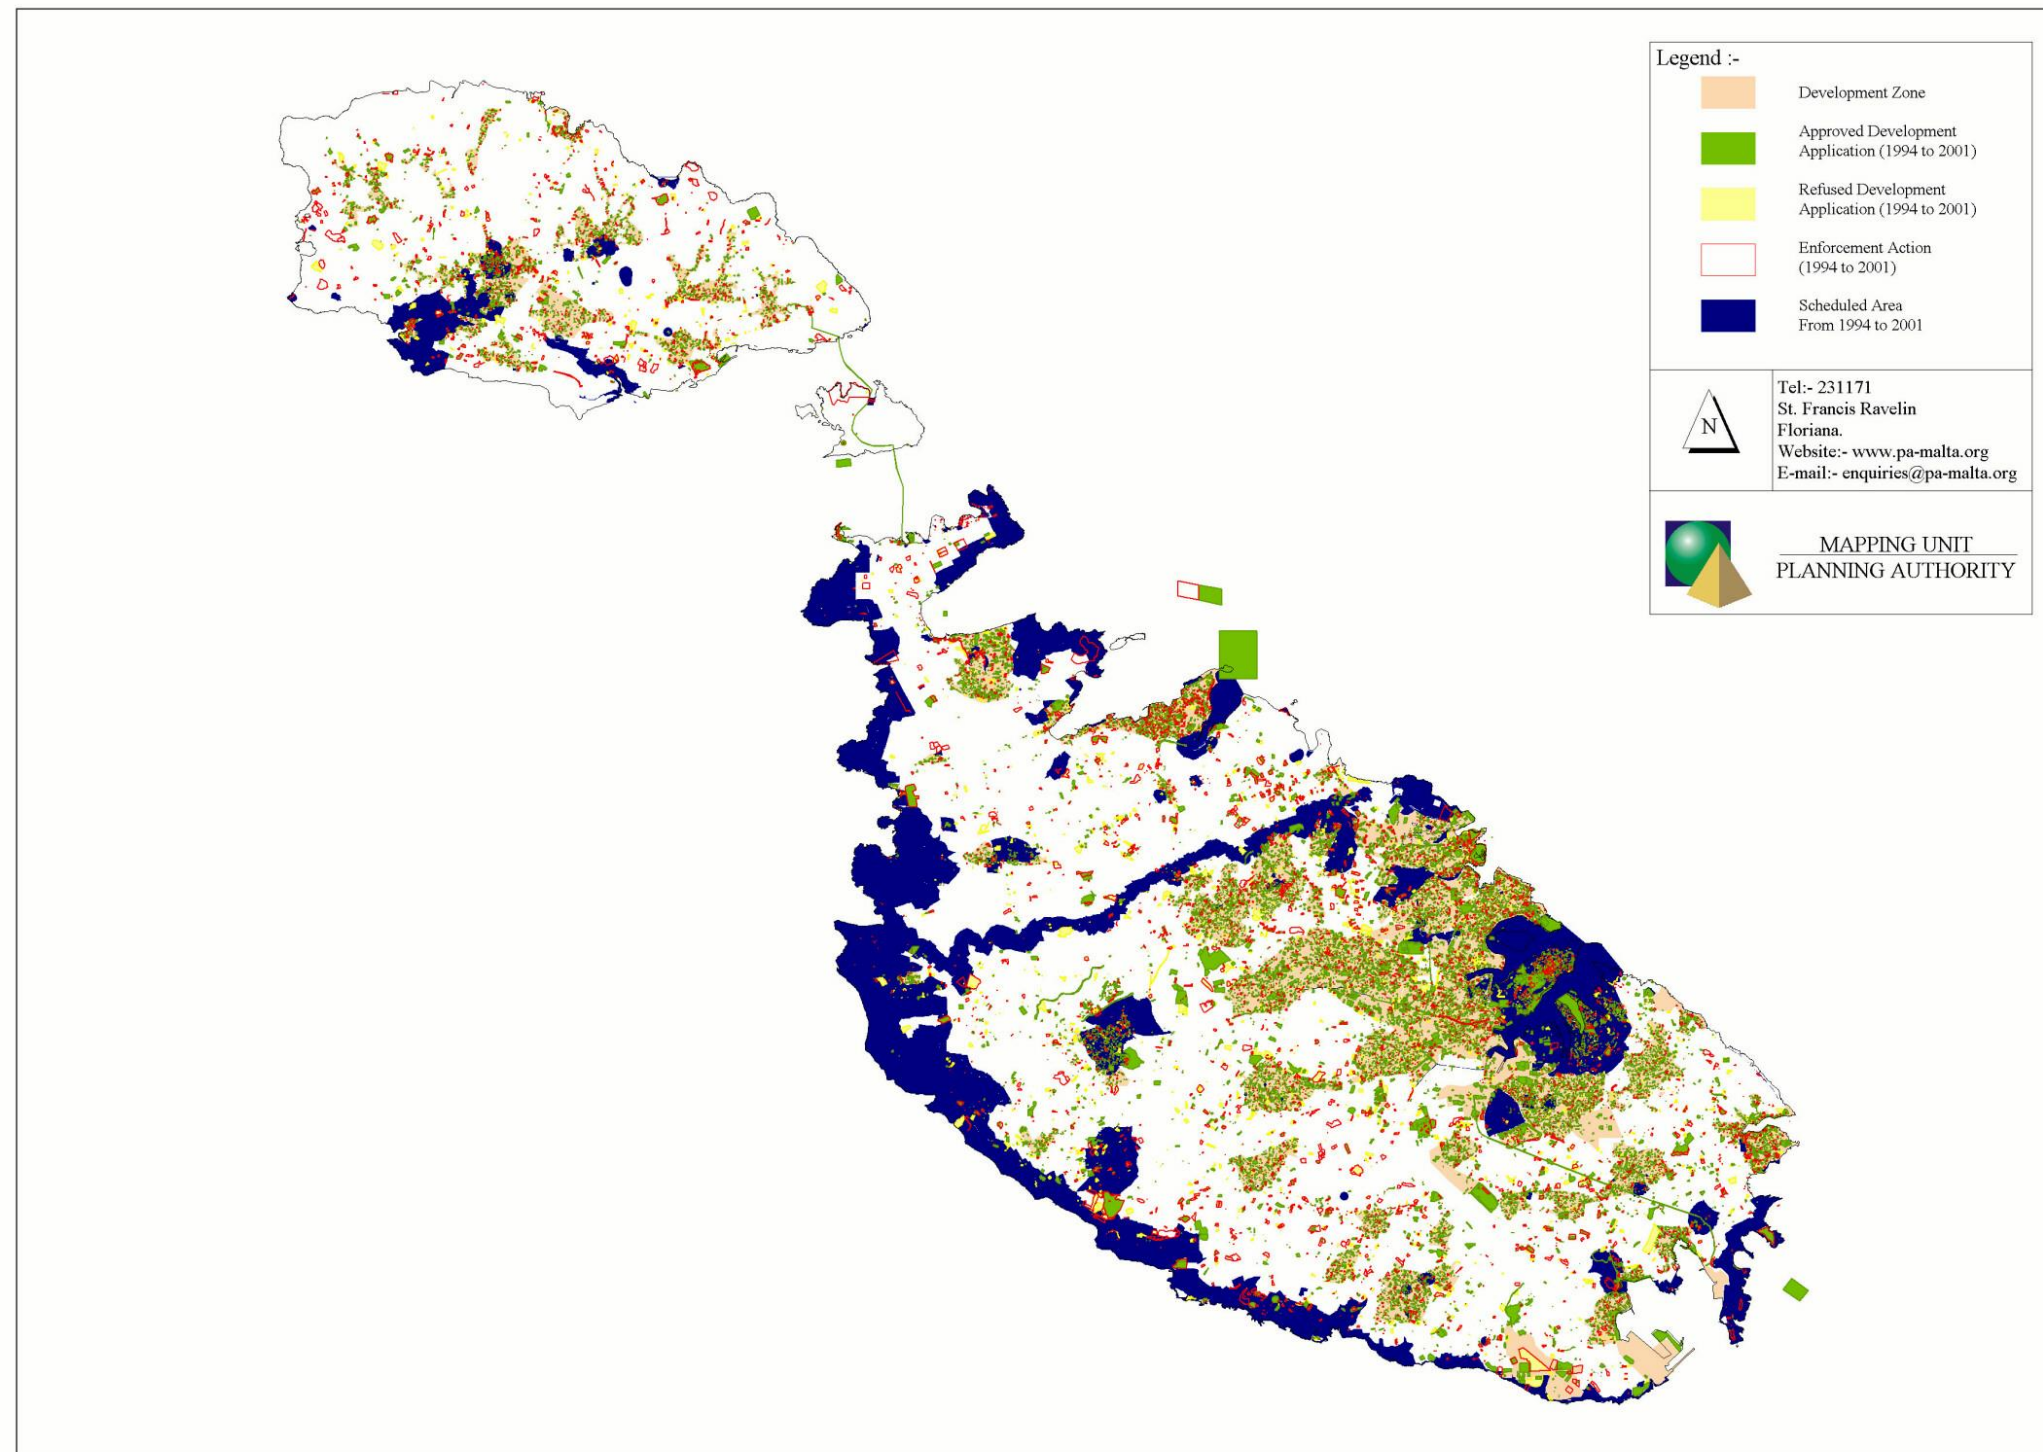 Legend :-
Development Zone
Approved Development
Application (1994 to 2001)
Refused Development
Application (1994 to 2001)
Enforcement Action
(1994 to 2001)
Scheduled Area
From 1994 to 2001
N
Tel:- 231171
St. Francis Ravelin
Floriana.
Website:- www.pa-malta.org
E-mail:- enquiries@pa-malta.org
MAPPING UNIT
PLANNING AUTHORITY